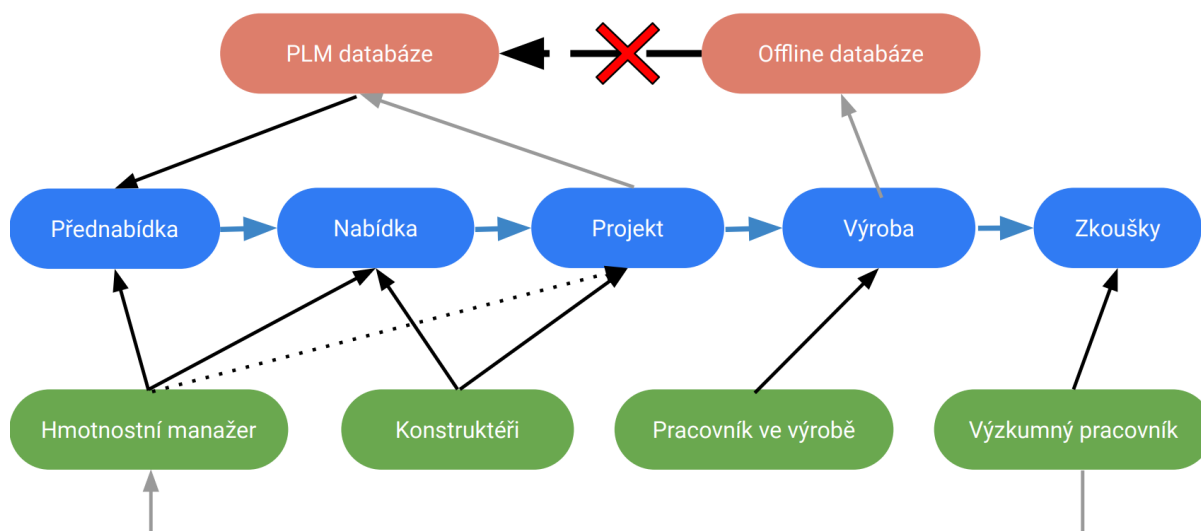 PLM databáze
Offline databáze
Přednabídka
Nabídka
Projekt
Výroba
Zkoušky
Hmotnostní manažer
Konstruktéři
Pracovník ve výrobě
Výzkumný pracovník